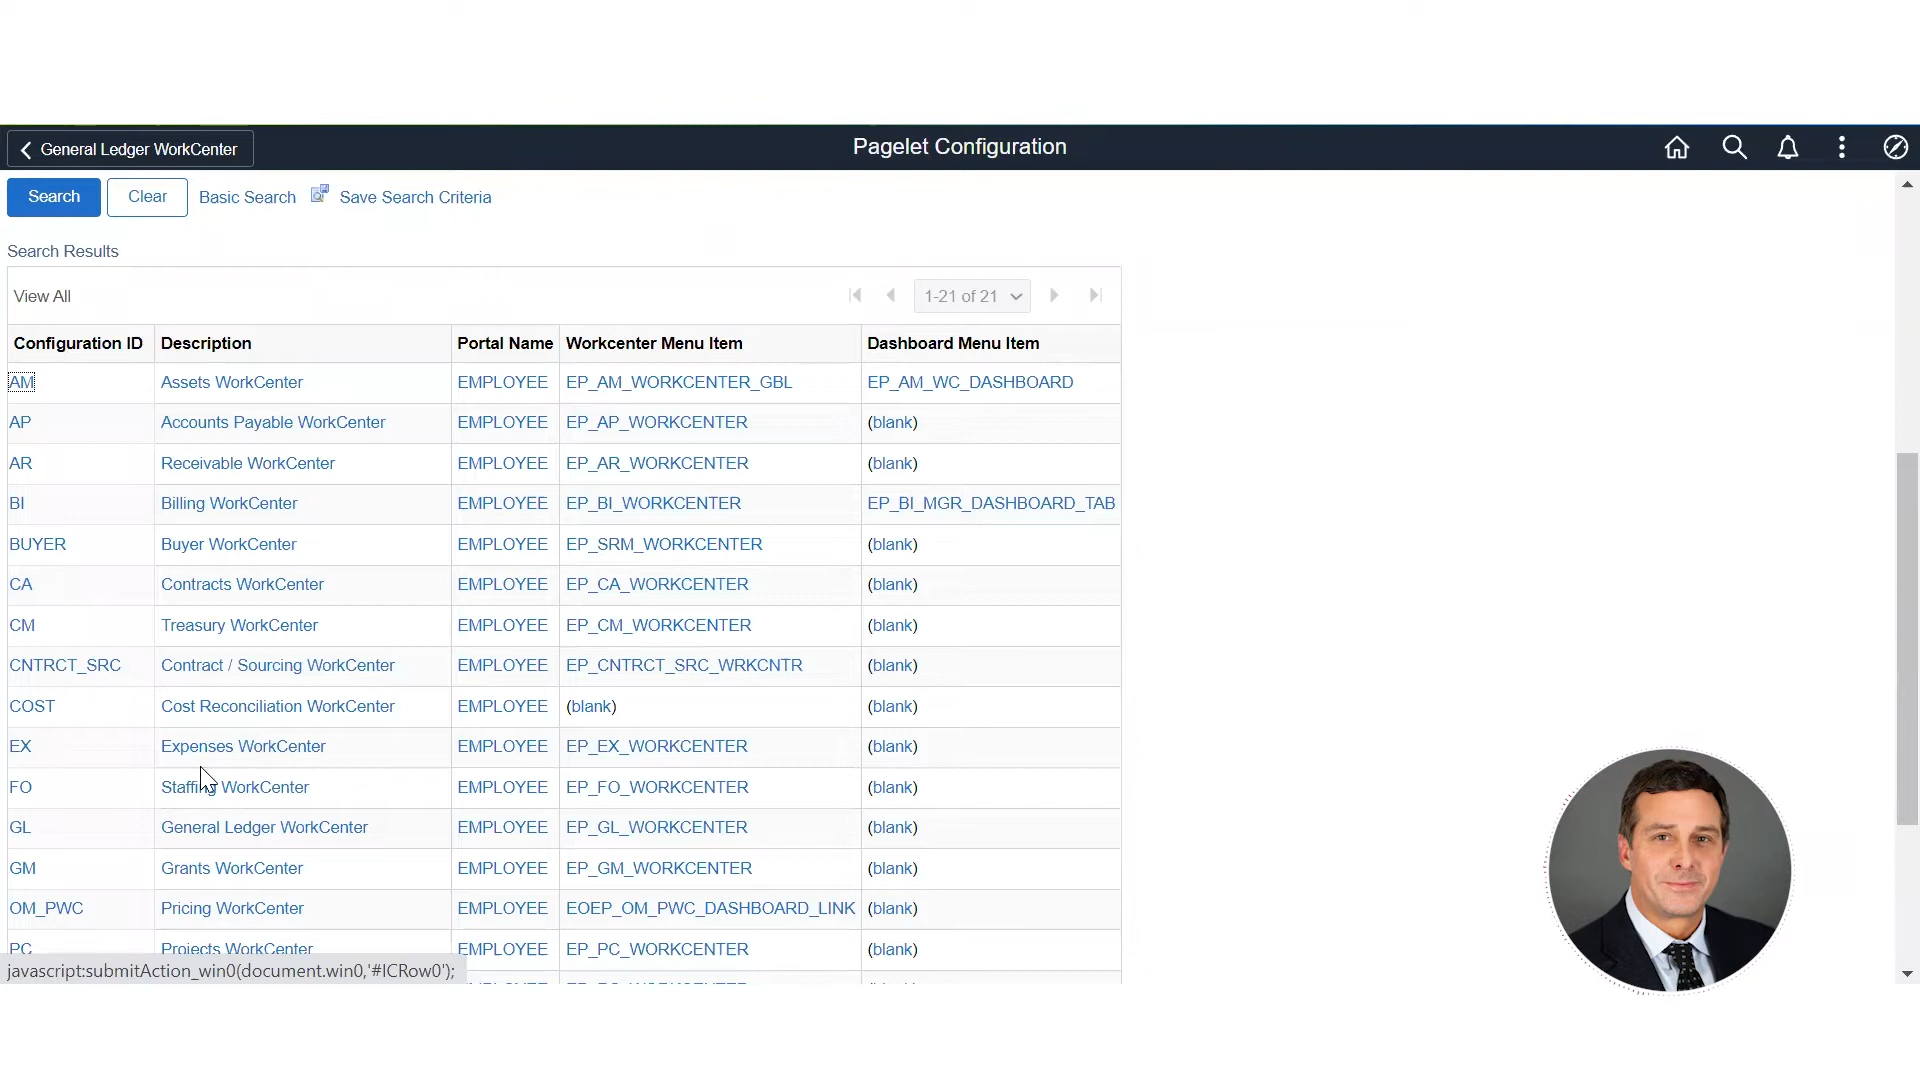 General Ledger WorkCenter
Pagelet Configuration
Search Clear Basic Search Save Search Criteria
Search Results
View All 1-21 of 21
Configuration ID Description Portal Name Workcenter Menu Item Dashboard Menu Item
AM Assets WorkCenter EMPLOYEE EP_AM_WORKCENTER_GBL EP_AM_WC_DASHBOARD
AP Accounts Payable WorkCenter EMPLOYEE EP_AP_WORKCENTER (blank)
AR Receivable WorkCenter EMPLOYEE EP_AR_WORKCENTER (blank)
BI Billing WorkCenter EMPLOYEE EP_BI_WORKCENTER EP_BI_MGR_DASHBOARD_TAB
BUYER Buyer WorkCenter EMPLOYEE EP_SRM_WORKCENTER (blank)
CA Contracts WorkCenter EMPLOYEE EP_CA_WORKCENTER (blank)
CM Treasury WorkCenter EMPLOYEE EP_CM_WORKCENTER (blank)
CNTRCT_SRC Contract / Sourcing WorkCenter EMPLOYEE EP_CNTRCT_SRC_WRKCNTR (blank)
COST Cost Reconciliation WorkCenter EMPLOYEE (blank) (blank)
EX Expenses WorkCenter EMPLOYEE EP_EX_WORKCENTER (blank)
FO Staffing WorkCenter EMPLOYEE EP_FO_WORKCENTER (blank)
GL General Ledger WorkCenter EMPLOYEE EP_GL_WORKCENTER (blank)
GM Grants WorkCenter EMPLOYEE EP_GM_WORKCENTER (blank)
OM_PWC Pricing WorkCenter EMPLOYEE EOEP_OM_PWC_DASHBOARD_LINK (blank)
PC Projects WorkCenter EMPLOYEE EP_PC_WORKCENTER (blank)
javascript:submitAction_win0(document.win0,'#ICRow0');